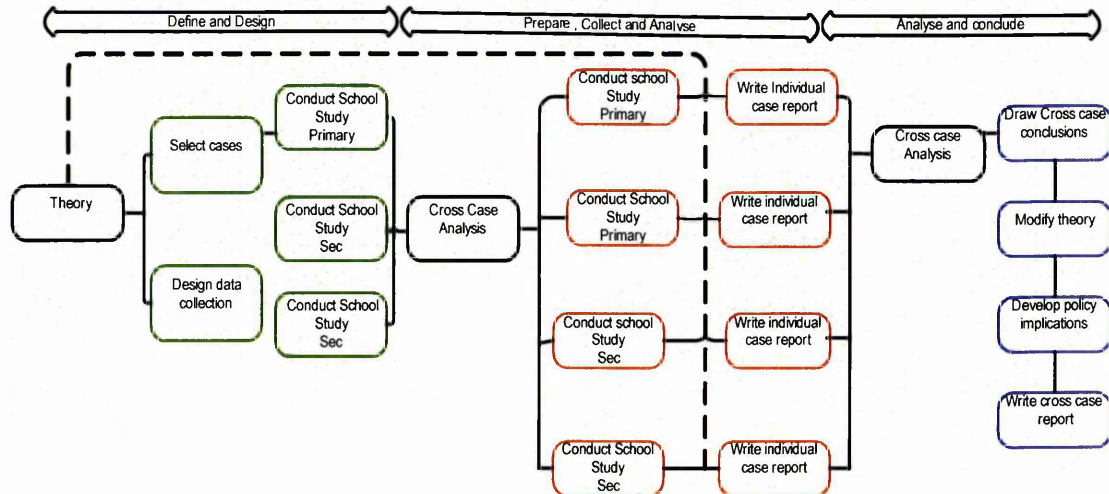 Define and Design
Prepare , Collect and Analyse
Analyse and conclude
Theory
Select cases
Design data
collection
Conduct School
Study
Primary
Conduct School
Study
Sec
Conduct School
Study
Sec
Cross Case
Analysis
Conduct school
Study
Primary
Conduct School
Study
Primary
Conduct school
Study
Sec
Conduct School
Study
Sec
Write Individual
case report
Write individual
case report
Write individual
case report
Write individual
case report
Cross case
Analysis
Draw Cross case
conclusions
Modify theory
Develop policy
implications
Write cross case
report